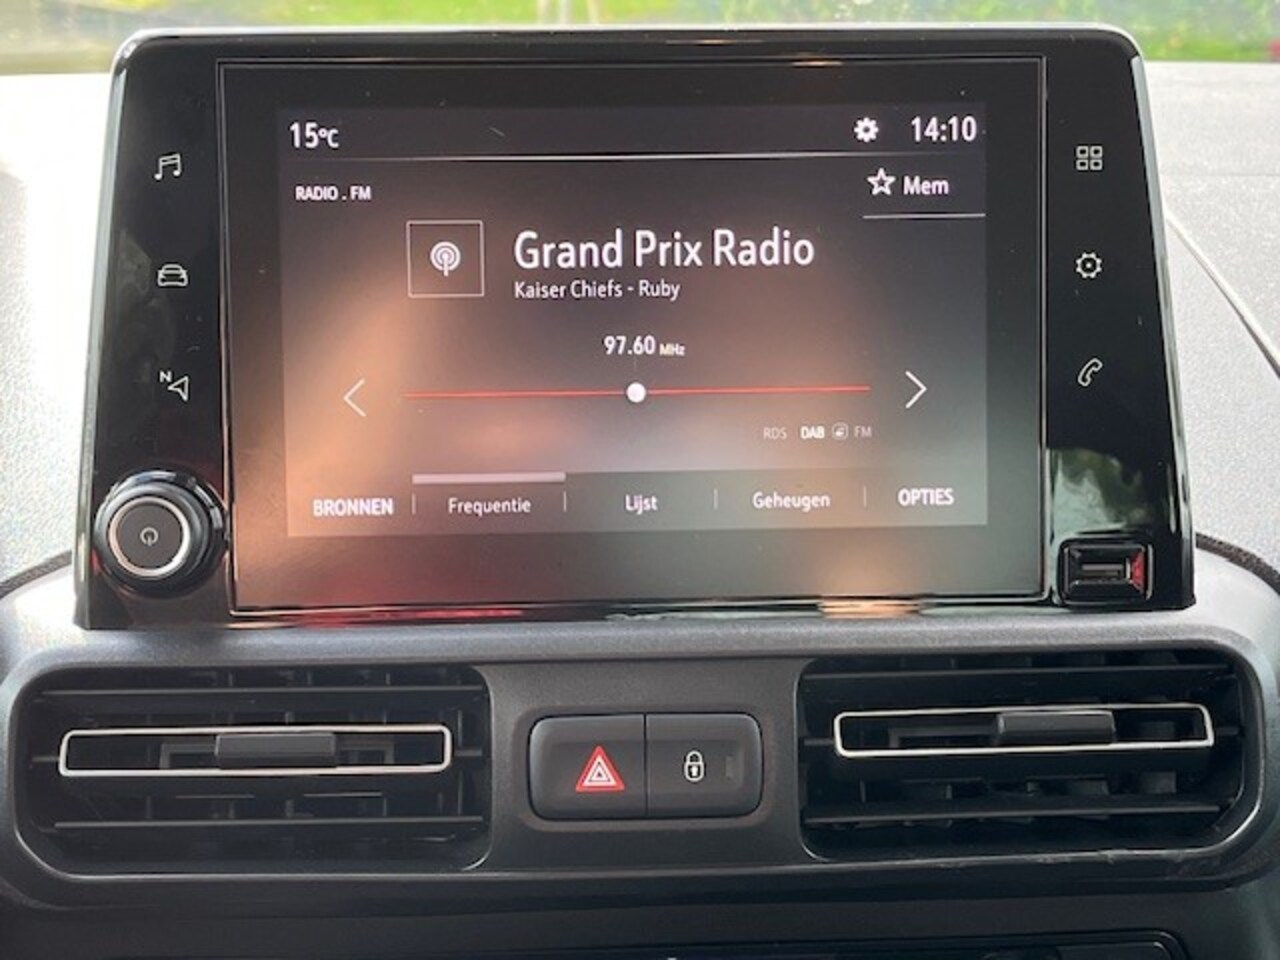 15°C
14:10
RADIO . FM
Mem
Grand Prix Radio
Kaiser Chiefs - Ruby
97.60 MHz
N
RDS DAB FM
BRONNEN Frequentie Lijst Geheugen OPTIES